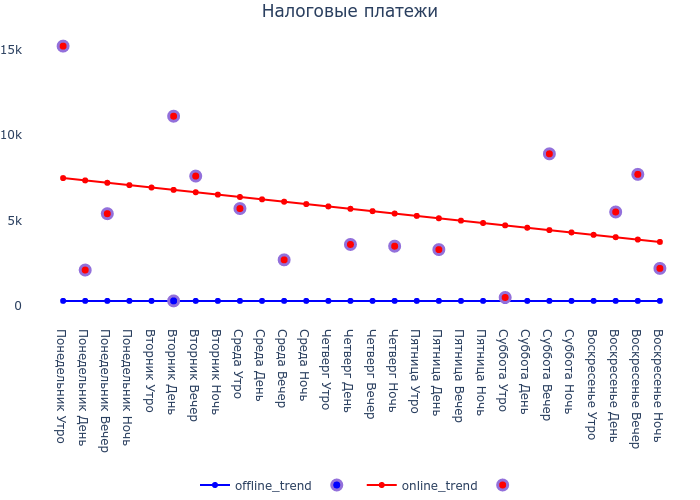 Налоговые платежи
15k
10k
5k
0
Понедельник Утро
Понедельник День
Понедельник Вечер
Понедельник Ночь
Вторник Утро
Вторник День
Вторник Вечер
Вторник Ночь
Среда Утро
Среда День
Среда Вечер
Среда Ночь
Четверг Утро
Четверг День
Четверг Вечер
Четверг Ночь
Пятница Утро
Пятница День
Пятница Вечер
Пятница Ночь
Суббота Утро
Суббота День
Суббота Вечер
Суббота Ночь
Воскресенье Утро
Воскресенье День
Воскресенье Вечер
Воскресенье Ночь
offline_trend
online_trend